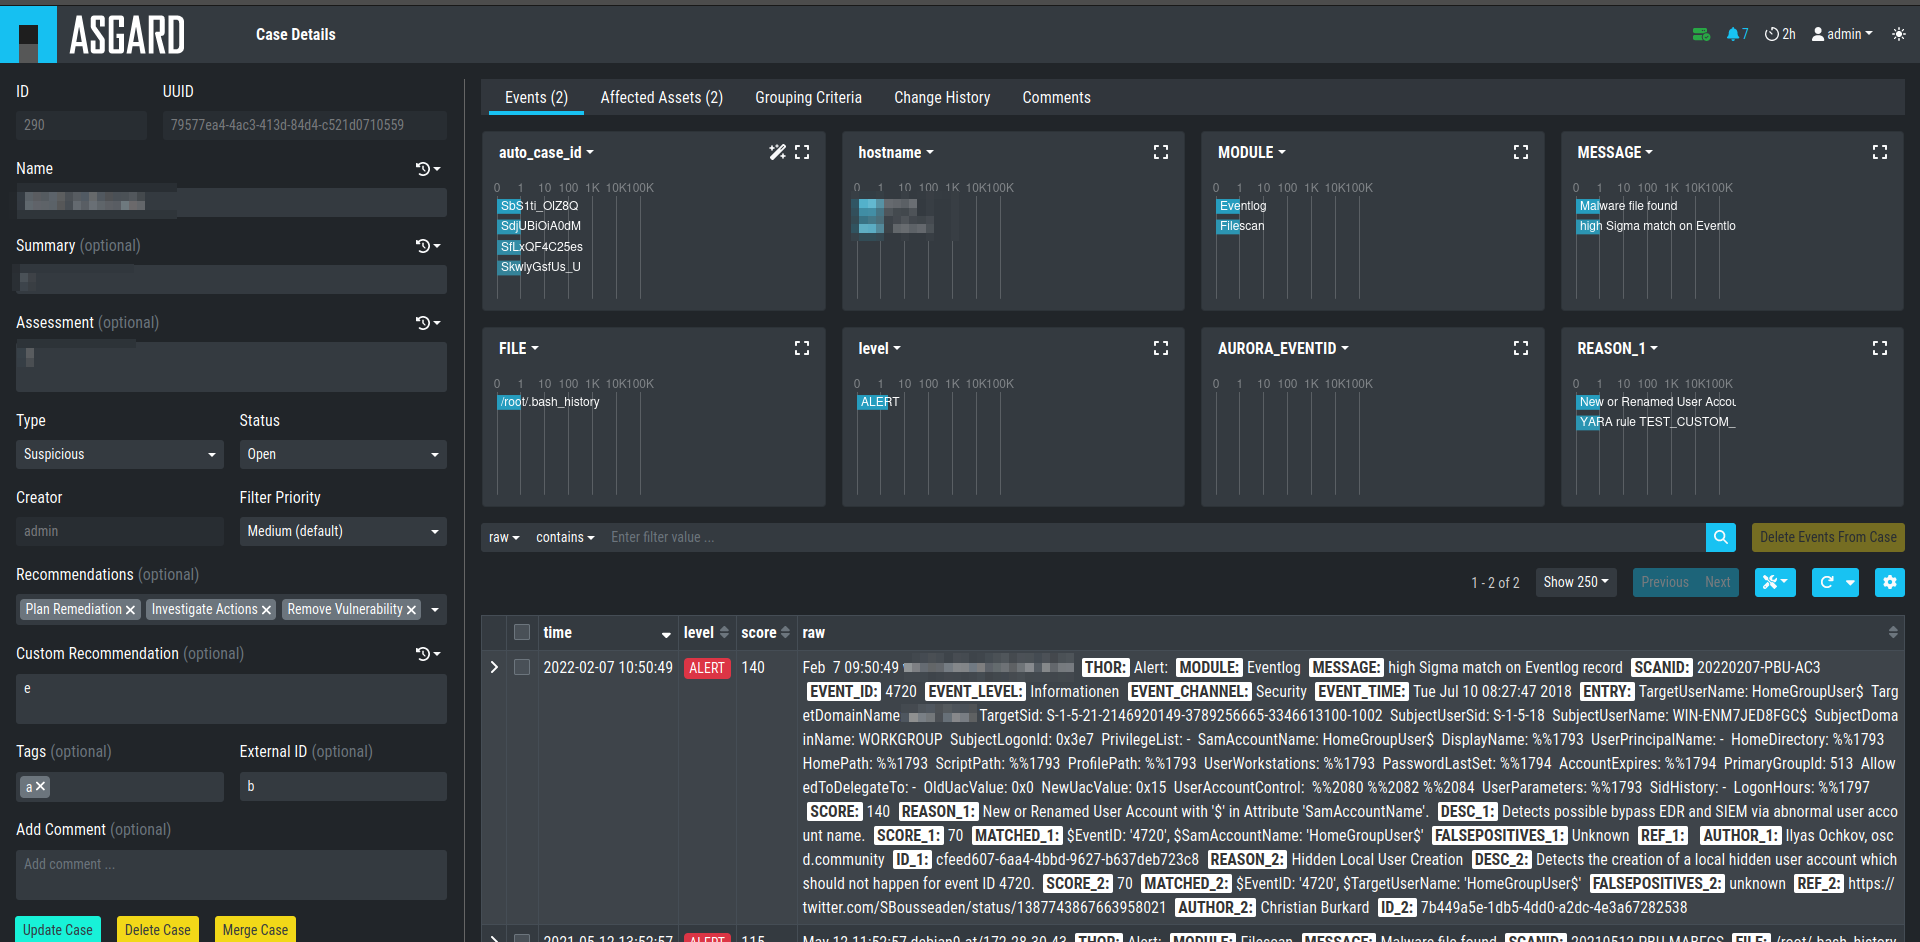 ASGARD
Case Details
7
2h
admin
ID
UUID
290
79577ea4-4ac3-413d-84d4-c521d0710559
Name
Summary (optional)
Assessment (optional)
Type
Status
Suspicious
Open
Creator
Filter Priority
admin
Medium (default)
Recommendations (optional)
Plan Remediation
Investigate Actions
Remove Vulnerability
Custom Recommendation (optional)
e
Tags (optional)
External ID (optional)
a
b
Add Comment (optional)
Add comment ...
Update Case
Delete Case
Merge Case
Events (2)
Affected Assets (2)
Grouping Criteria
Change History
Comments
auto_case_id
0 1 10 100 1K 10K100K
SbS1ti_OlZ8Q
SdjUBiOiA0dM
SfLxQF4C25es
SkwlyGsfUs_U
hostname
0 1 10 100 1K 10K100K
MODULE
0 1 10 100 1K 10K100K
Eventlog
Filescan
MESSAGE
0 1 10 100 1K 10K100K
Malware file found
high Sigma match on Eventlo
FILE
0 1 10 100 1K 10K100K
/root/.bash_history
level
0 1 10 100 1K 10K100K
ALERT
AURORA_EVENTID
0 1 10 100 1K 10K100K
REASON_1
0 1 10 100 1K 10K100K
New or Renamed User Accou
YARA rule TEST_CUSTOM_
raw
contains
Enter filter value ...
Delete Events From Case
1 - 2 of 2
Show 250
Previous
Next
time
level
score
raw
2022-02-07 10:50:49
ALERT
140
Feb 7 09:50:49 THOR: Alert: MODULE: Eventlog MESSAGE: high Sigma match on Eventlog record SCANID: 20220207-PBU-AC3
EVENT_ID: 4720 EVENT_LEVEL: Informationen EVENT_CHANNEL: Security EVENT_TIME: Tue Jul 10 08:27:47 2018 ENTRY: TargetUserName: HomeGroupUser$ Targ
etDomainName TargetSid: S-1-5-21-2146920149-3789256665-3346613100-1002 SubjectUserSid: S-1-5-18 SubjectUserName: WIN-ENM7JED8FGC$ SubjectDoma
inName: WORKGROUP SubjectLogonId: 0x3e7 PrivilegeList: - SamAccountName: HomeGroupUser$ DisplayName: %%1793 UserPrincipalName: - HomeDirectory: %%1793
HomePath: %%1793 ScriptPath: %%1793 ProfilePath: %%1793 UserWorkstations: %%1793 PasswordLastSet: %%1794 AccountExpires: %%1794 PrimaryGroupId: 513 Allow
edToDelegateTo: - OldUacValue: 0x0 NewUacValue: 0x15 UserAccountControl: %%2080 %%2082 %%2084 UserParameters: %%1793 SidHistory: - LogonHours: %%1797
SCORE: 140 REASON_1: New or Renamed User Account with '$' in Attribute 'SamAccountName'. DESC_1: Detects possible bypass EDR and SIEM via abnormal user acco
unt name. SCORE_1: 70 MATCHED_1: $EventID: '4720', $SamAccountName: 'HomeGroupUser$' FALSEPOSITIVES_1: Unknown REF_1: AUTHOR_1: Ilyas Ochkov, osc
d.community ID_1: cfeed607-6aa4-4bbd-9627-b637deb723c8 REASON_2: Hidden Local User Creation DESC_2: Detects the creation of a local hidden user account which
should not happen for event ID 4720. SCORE_2: 70 MATCHED_2: $EventID: '4720', $TargetUserName: 'HomeGroupUser$' FALSEPOSITIVES_2: unknown REF_2: https://
twitter.com/SBousseaden/status/1387743867663958021 AUTHOR_2: Christian Burkard ID_2: 7b449a5e-1db5-4dd0-a2dc-4e3a67282538
2021-05-12 13:52:57
ALERT
115
May 12 11:52:57 debian9-at/172.28.30.43 THOR: Alert: MODULE: Filescan MESSAGE: Malware file found SCANID: FILE: /root/.bash_history